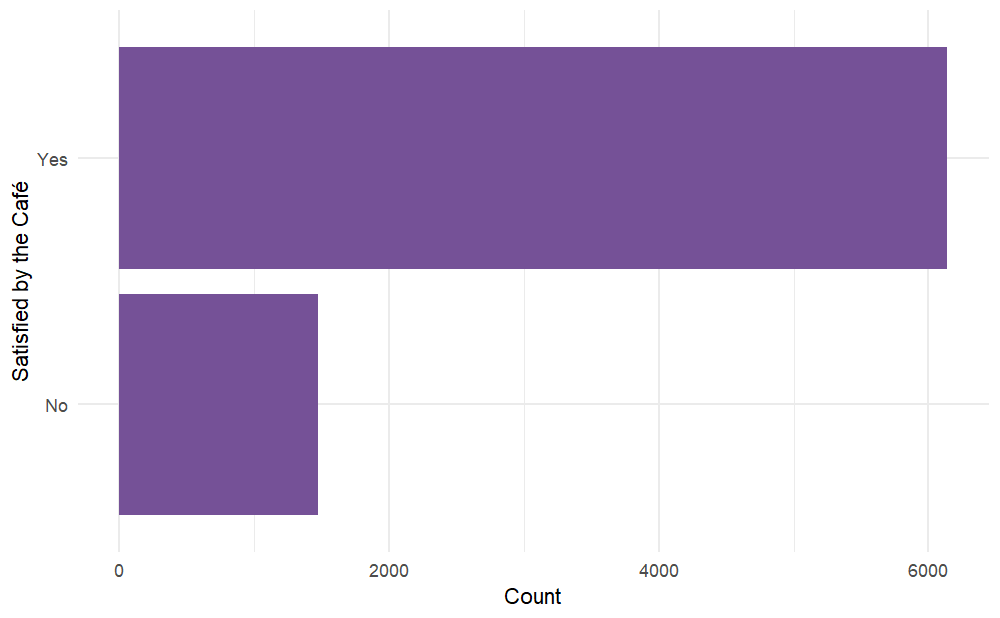 Satisfied by the Café
Yes
No
0 2000 4000 6000
Count